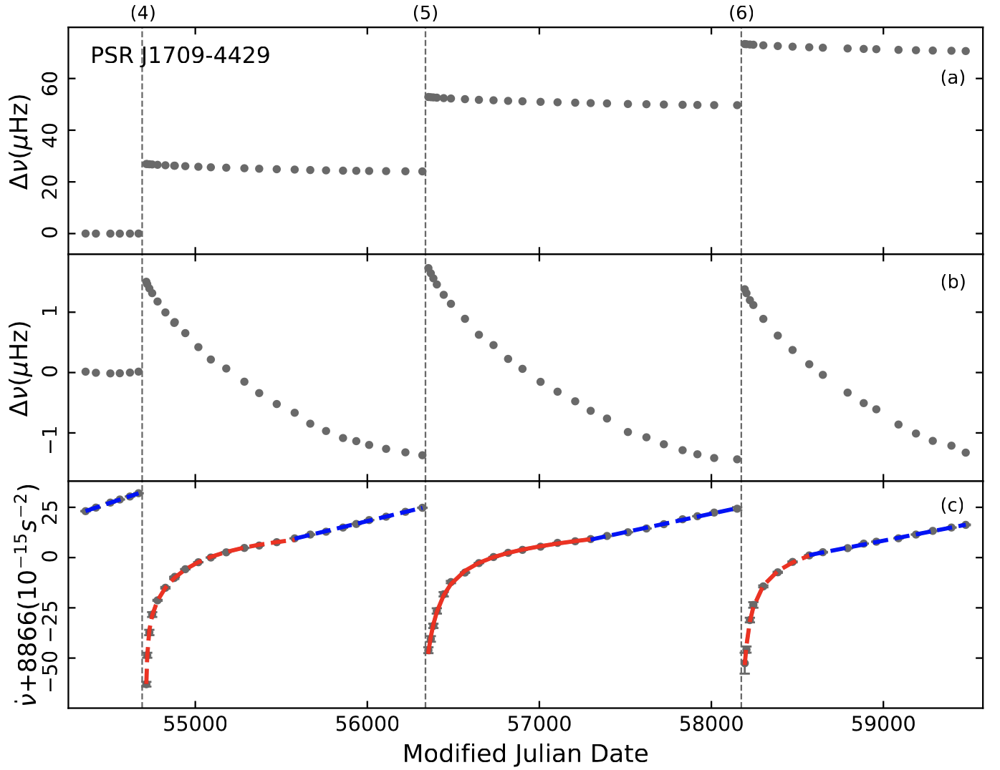 (4) (5) (6)
PSR J1709-4429
(a)
60
40
20
0
Δν(μHz)
(b)
1
0
−1
Δν(μHz)
(c)
25
0
−25
−50
ν̇+8866(10⁻¹⁵s⁻²)
55000 56000 57000 58000 59000
Modified Julian Date